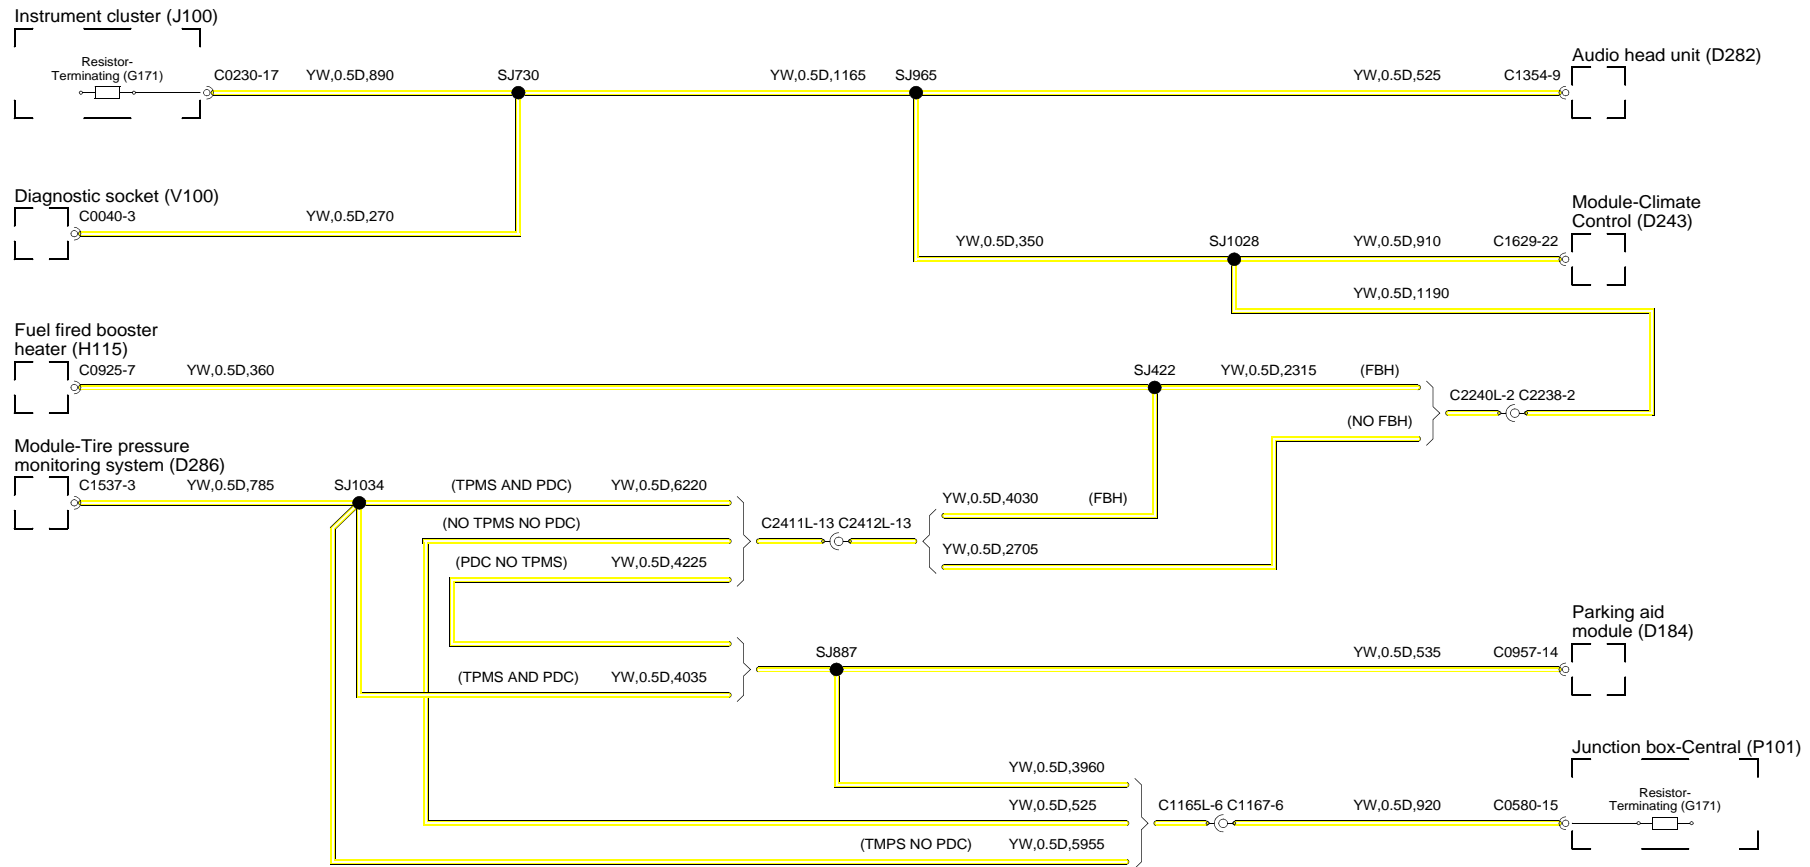 Instrument cluster (J100)
Resistor-
Terminating (G171)
C0230-17 YW,0.5D,890 SJ730 YW,0.5D,1165 SJ965 YW,0.5D,525 C1354-9
Audio head unit (D282)
Diagnostic socket (V100)
C0040-3 YW,0.5D,270
Module-Climate
Control (D243)
YW,0.5D,350 SJ1028 YW,0.5D,910 C1629-22
YW,0.5D,1190
Fuel fired booster
heater (H115)
C0925-7 YW,0.5D,360 SJ422 YW,0.5D,2315 (FBH)
C2240L-2 C2238-2
(NO FBH)
Module-Tire pressure
monitoring system (D286)
C1537-3 YW,0.5D,785 SJ1034 (TPMS AND PDC) YW,0.5D,6220
YW,0.5D,4030 (FBH)
(NO TPMS NO PDC) C2411L-13 C2412L-13
YW,0.5D,2705
(PDC NO TPMS) YW,0.5D,4225
Parking aid
module (D184)
SJ887 YW,0.5D,535 C0957-14
(TPMS AND PDC) YW,0.5D,4035
Junction box-Central (P101)
YW,0.5D,3960
Resistor-
Terminating (G171)
YW,0.5D,525 C1165L-6 C1167-6 YW,0.5D,920 C0580-15
(TMPS NO PDC) YW,0.5D,5955